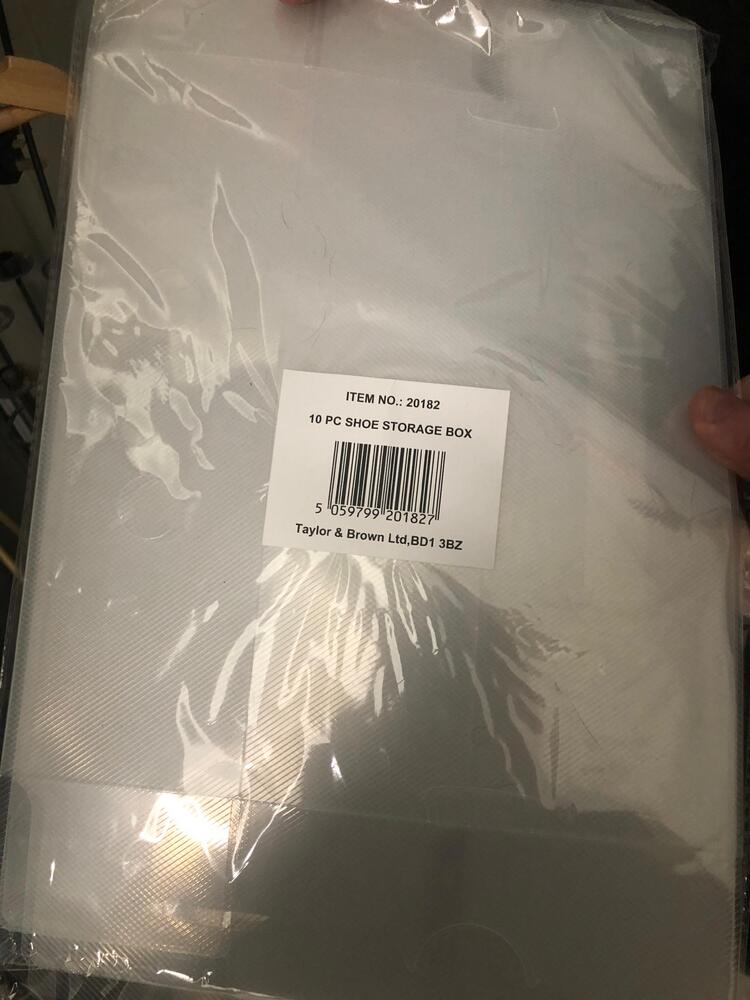 ITEM NO.: 20182
10 PC SHOE STORAGE BOX
5 059799 201827
Taylor & Brown Ltd,BD1 3BZ